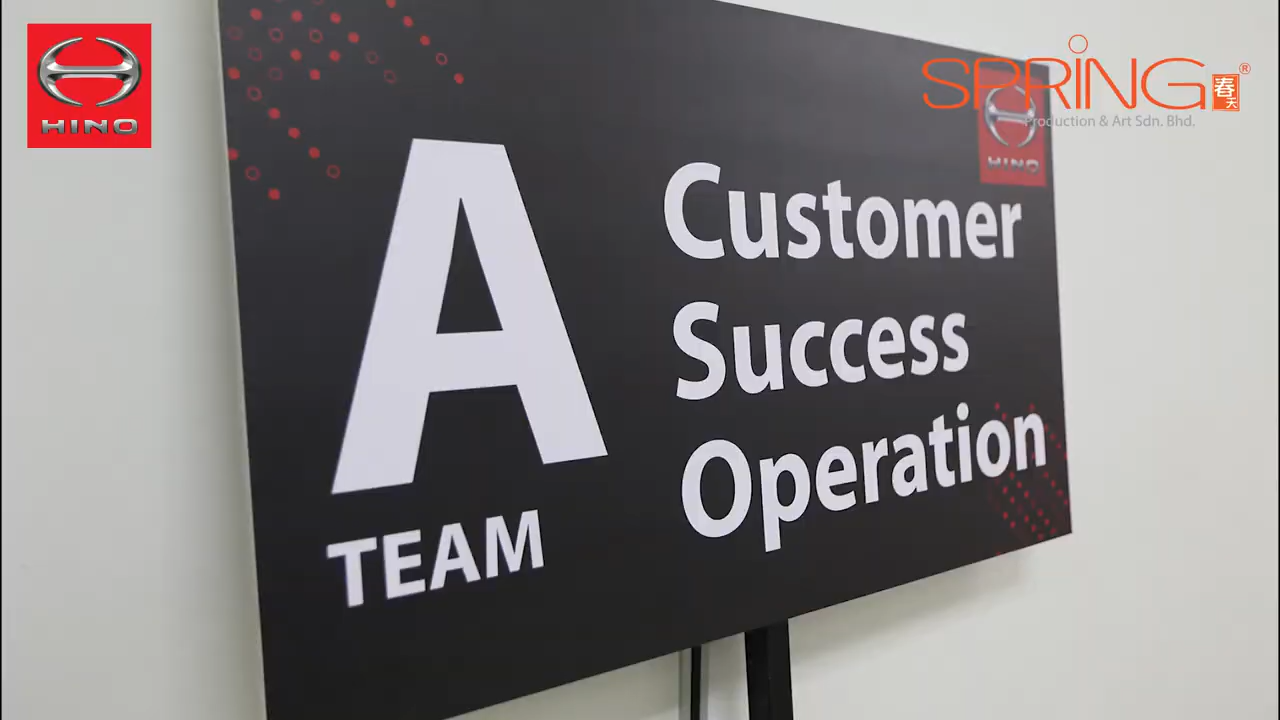 HINO
SPRING
春天
®
Production & Art Sdn. Bhd.
HINO
A
TEAM
Customer
Success
Operation